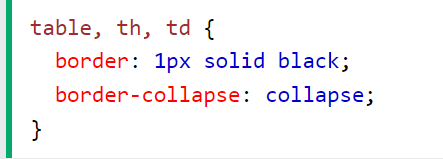 table, th, td {
  border: 1px solid black;
  border-collapse: collapse;
}